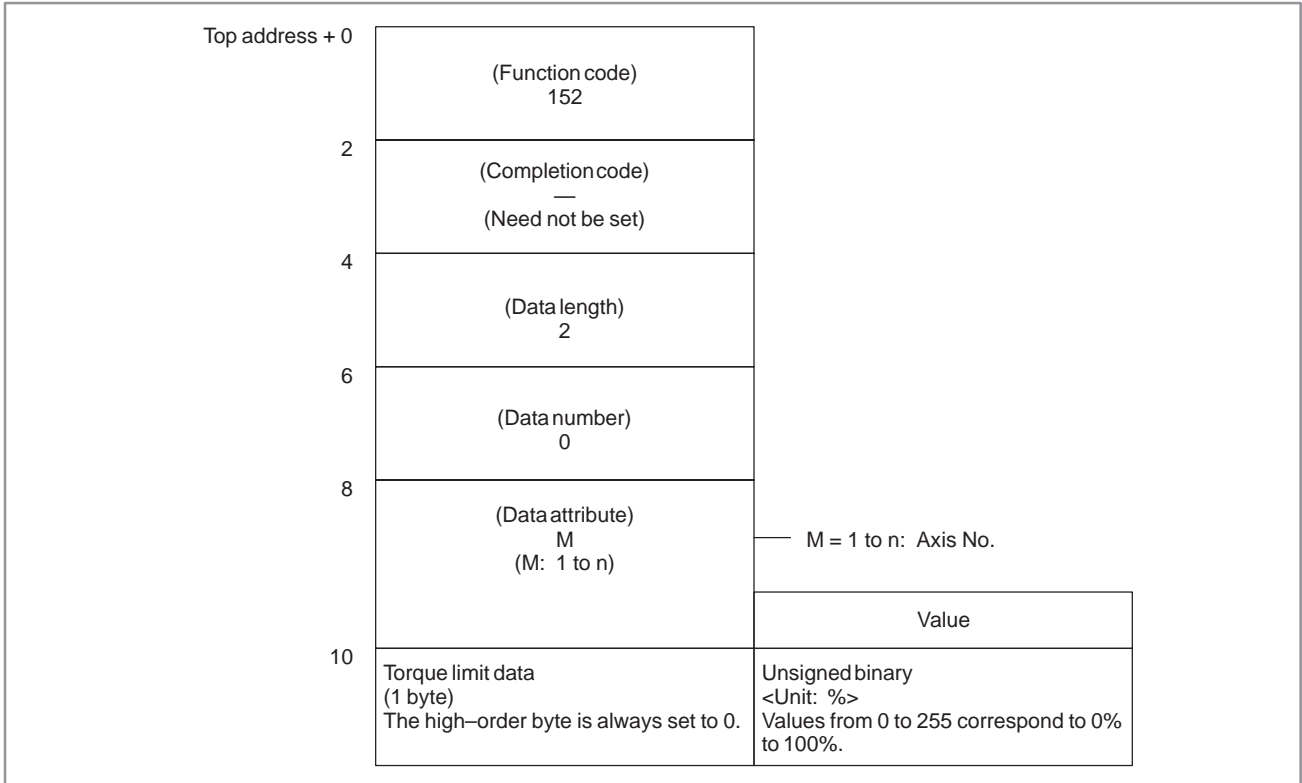 Top address + 0
(Function code)
152
2
(Completion code)
—
(Need not be set)
4
(Data length)
2
6
(Data number)
0
8
(Data attribute)
M
(M: 1 to n)
M = 1 to n: Axis No.
Value
10
Torque limit data
(1 byte)
The high–order byte is always set to 0.
Unsigned binary
<Unit: %>
Values from 0 to 255 correspond to 0%
to 100%.